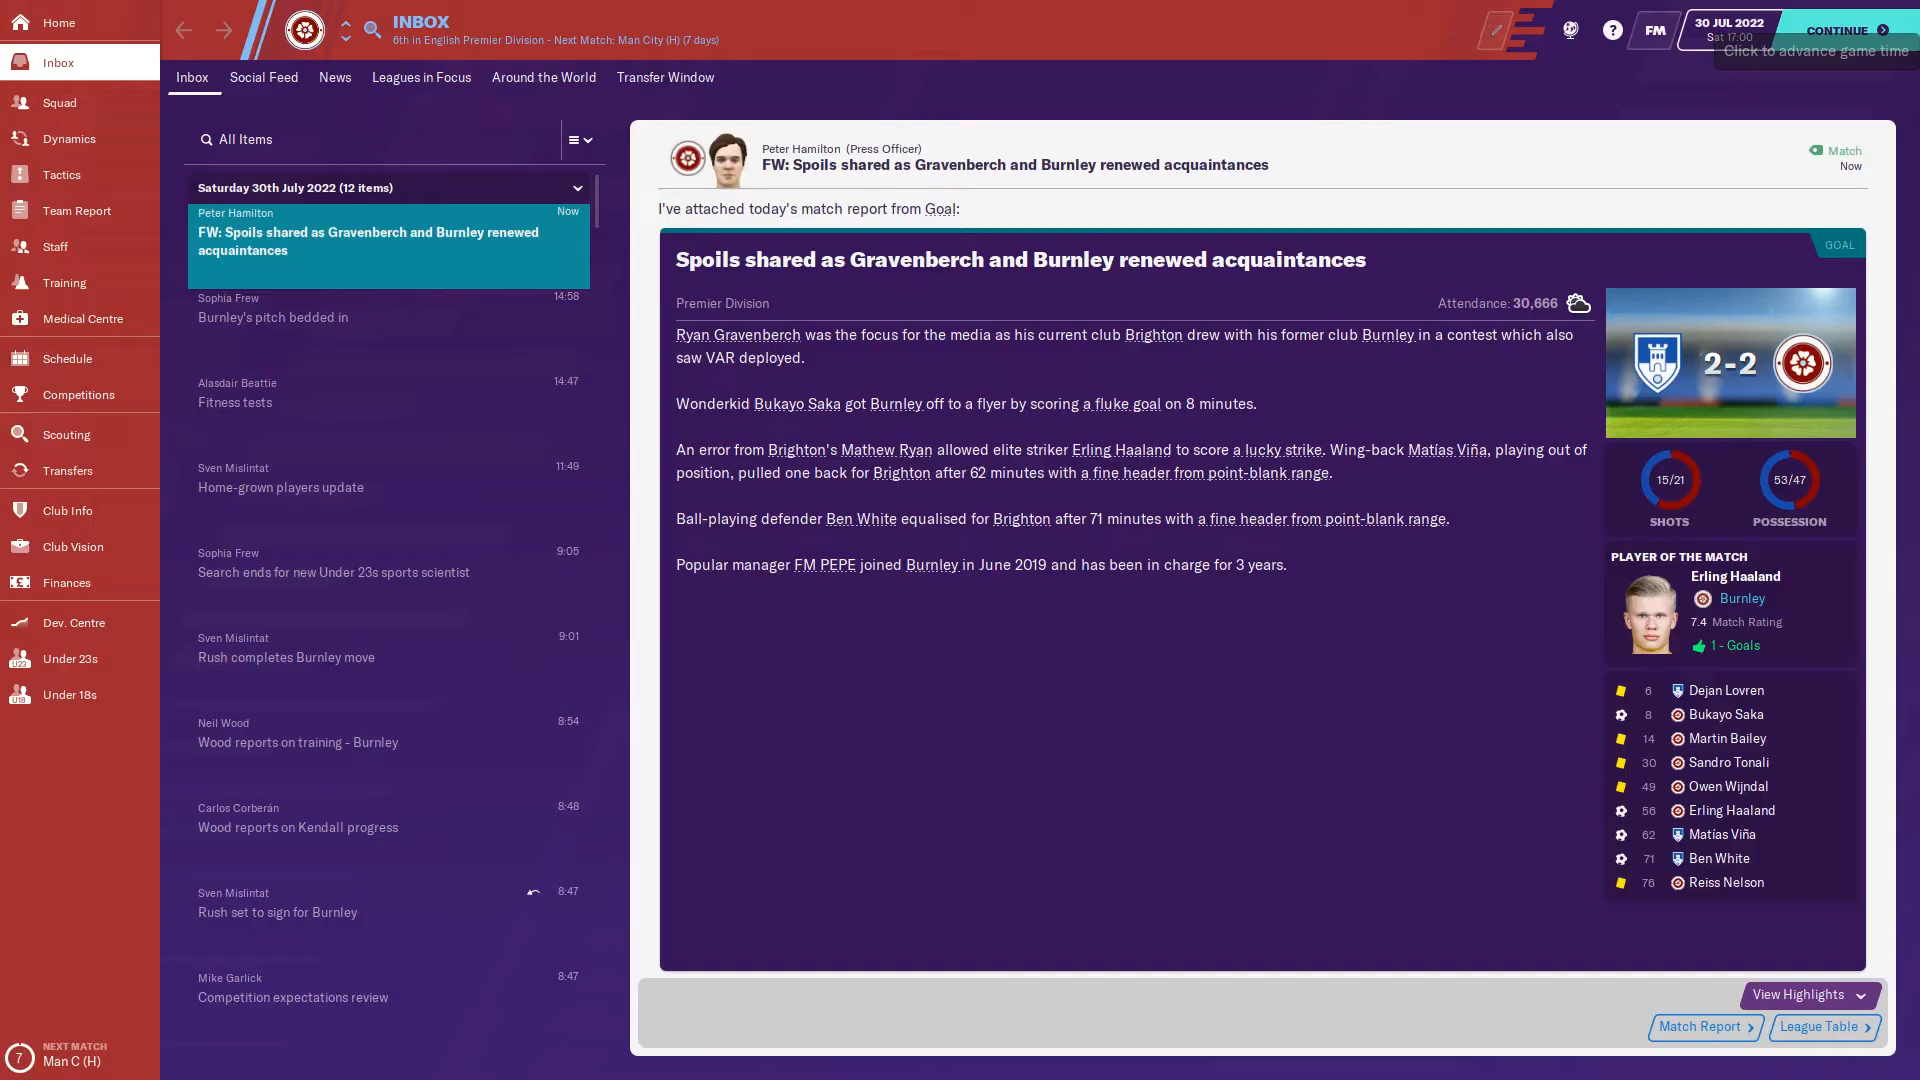 Home
Inbox
Squad
Dynamics
Tactics
Team Report
Staff
Training
Medical Centre
Schedule
Competitions
Scouting
Transfers
Club Info
Club Vision
Finances
Dev. Centre
U23 Under 23s
U18 Under 18s
7
NEXT MATCH
Man C (H)
INBOX
6th in English Premier Division - Next Match: Man City (H) (7 days)
?
FM
30 JUL 2022
Sat 17:00
CONTINUE
Click to advance game time
Inbox Social Feed News Leagues in Focus Around the World Transfer Window
All Items
Saturday 30th July 2022 (12 items)
Peter Hamilton Now
FW: Spoils shared as Gravenberch and Burnley renewed
acquaintances
Sophia Frew 14:58
Burnley's pitch bedded in
Alasdair Beattie 14:47
Fitness tests
Sven Mislintat 11:49
Home-grown players update
Sophia Frew 9:05
Search ends for new Under 23s sports scientist
Sven Mislintat 9:01
Rush completes Burnley move
Neil Wood 8:54
Wood reports on training - Burnley
Carlos Corberán 8:48
Wood reports on Kendall progress
Sven Mislintat 8:47
Rush set to sign for Burnley
Mike Garlick 8:47
Competition expectations review
Peter Hamilton (Press Officer)
FW: Spoils shared as Gravenberch and Burnley renewed acquaintances
Match
Now
I've attached today's match report from Goal:
GOAL
Spoils shared as Gravenberch and Burnley renewed acquaintances
Premier Division Attendance: 30,666
Ryan Gravenberch was the focus for the media as his current club Brighton drew with his former club Burnley in a contest which also
saw VAR deployed.
Wonderkid Bukayo Saka got Burnley off to a flyer by scoring a fluke goal on 8 minutes.
An error from Brighton's Mathew Ryan allowed elite striker Erling Haaland to score a lucky strike. Wing-back Matías Viña, playing out of
position, pulled one back for Brighton after 62 minutes with a fine header from point-blank range.
Ball-playing defender Ben White equalised for Brighton after 71 minutes with a fine header from point-blank range.
Popular manager FM PEPE joined Burnley in June 2019 and has been in charge for 3 years.
2-2
15/21 53/47
SHOTS POSSESSION
PLAYER OF THE MATCH
Erling Haaland
Burnley
7.4 Match Rating
1 - Goals
6 Dejan Lovren
8 Bukayo Saka
14 Martin Bailey
30 Sandro Tonali
49 Owen Wijndal
56 Erling Haaland
62 Matías Viña
71 Ben White
76 Reiss Nelson
View Highlights
Match Report League Table